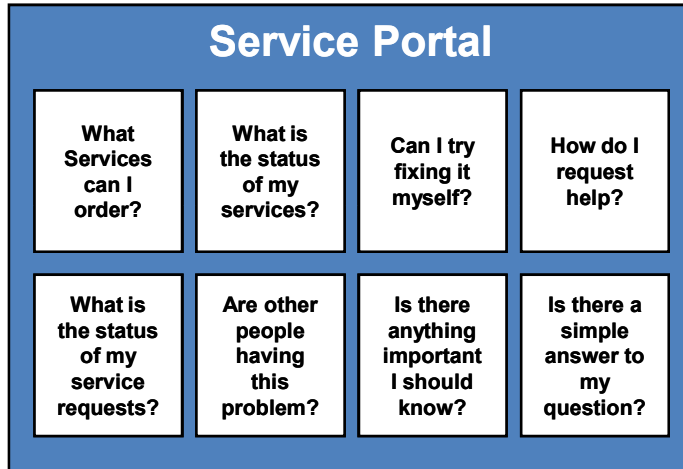 Service Portal
What
Services
can I
order?
What is
the status
of my
services?
Can I try
fixing it
myself?
How do I
request
help?
What is
the status
of my
service
requests?
Are other
people
having
this
problem?
Is there
anything
important
I should
know?
Is there a
simple
answer to
my
question?